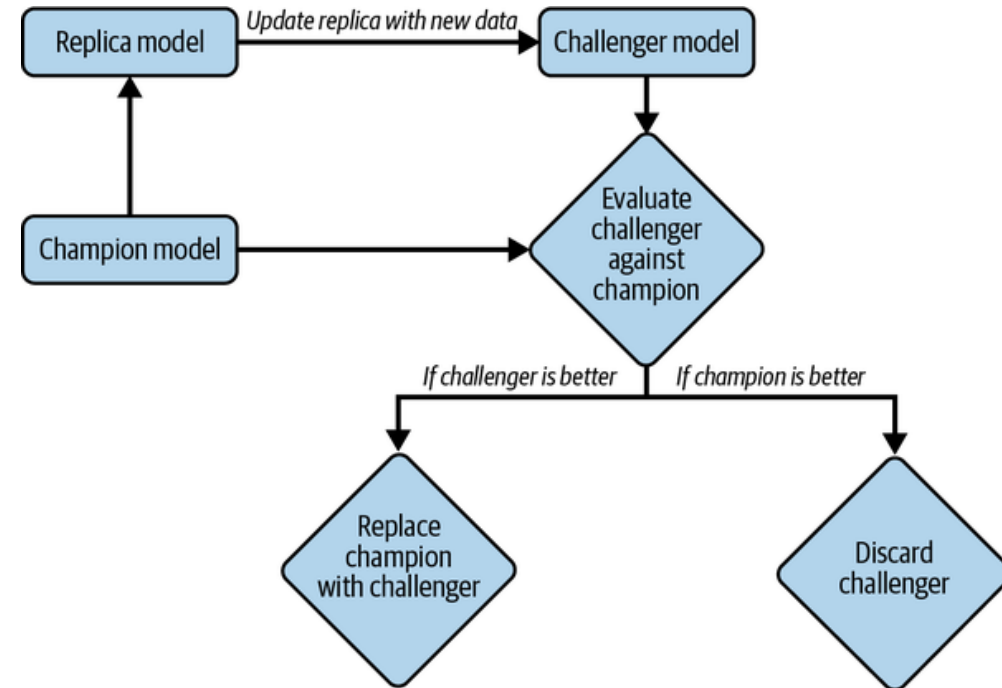 Replica model
Update replica with new data
Challenger model
Champion model
Evaluate
challenger
against
champion
If challenger is better
If champion is better
Replace
champion
with challenger
Discard
challenger